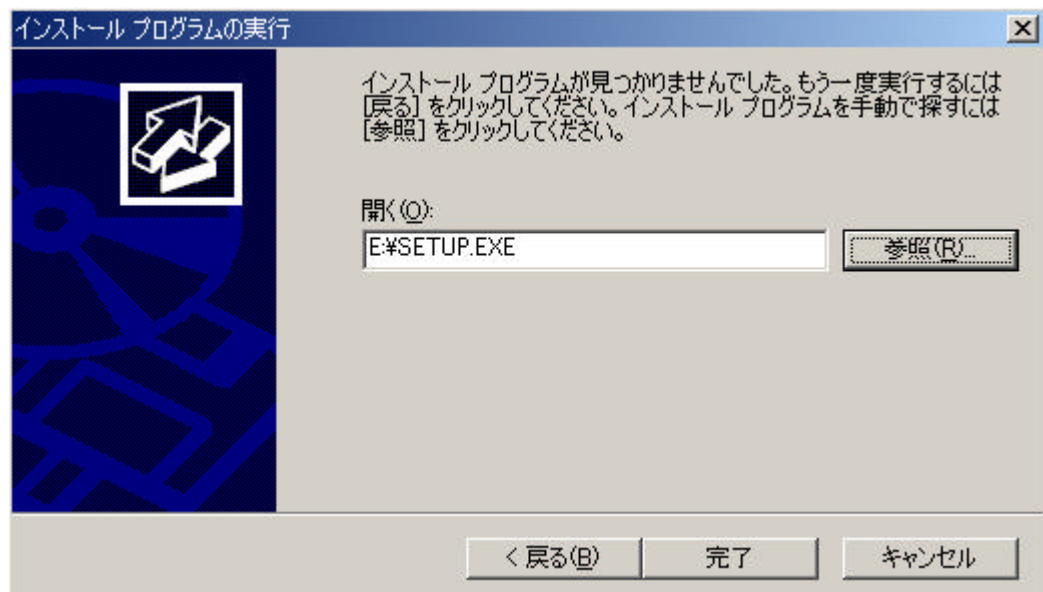 インストール プログラムの実行
インストール プログラムが見つかりませんでした。もう一度実行するには
[戻る] をクリックしてください。インストール プログラムを手動で探すには
[参照] をクリックしてください。
開く(O):
E:¥SETUP.EXE
参照(R)...
< 戻る(B)
完了
キャンセル